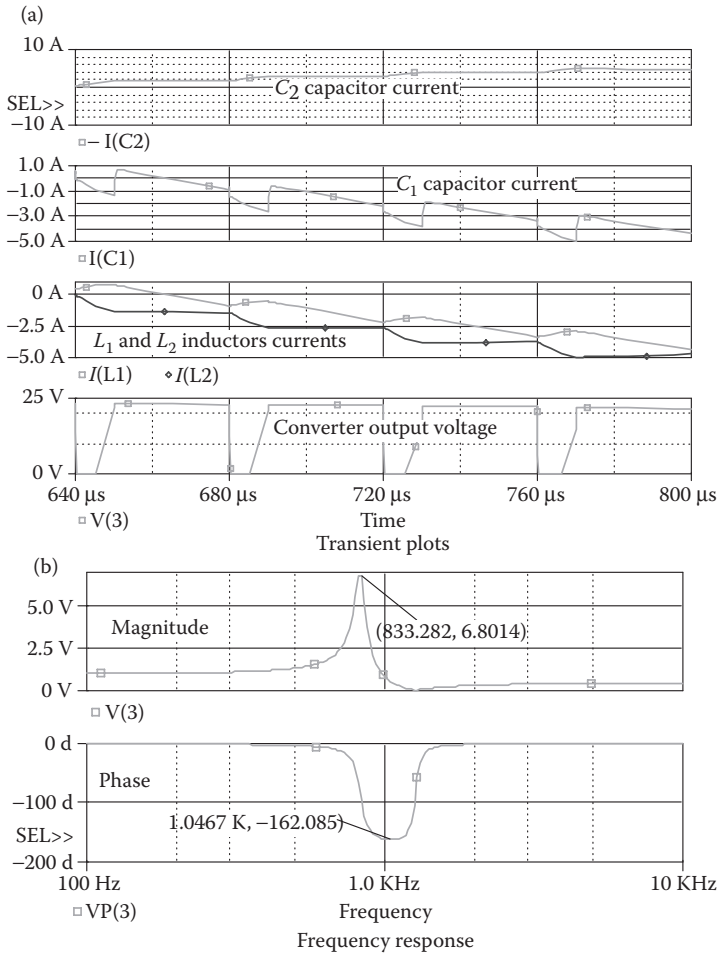 (a)
10 A
C2 capacitor current
SEL>>
−10 A
− I(C2)
1.0 A
C1 capacitor current
−1.0 A
−3.0 A
−5.0 A
I(C1)
0 A
−2.5 A
L1 and L2 inductors currents
−5.0 A
I(L1) I(L2)
25 V
Converter output voltage
0 V
640 µs 680 µs 720 µs 760 µs 800 µs
V(3)
Time
Transient plots
(b)
5.0 V
Magnitude
(833.282, 6.8014)
2.5 V
0 V
V(3)
0 d
Phase
−100 d
1.0467 K, −162.085)
SEL>>
−200 d
100 Hz 1.0 KHz 10 KHz
VP(3)
Frequency
Frequency response